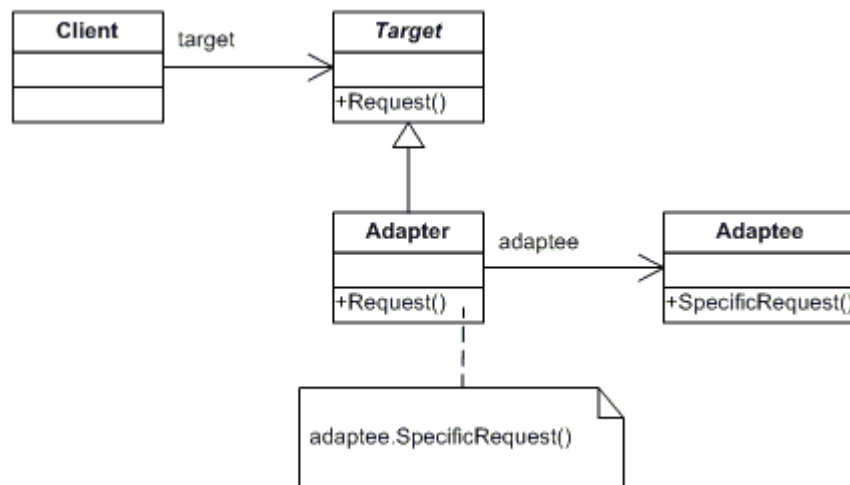 Client
target
Target
+Request()
Adapter
adaptee
Adaptee
+Request()
+SpecificRequest()
adaptee.SpecificRequest()